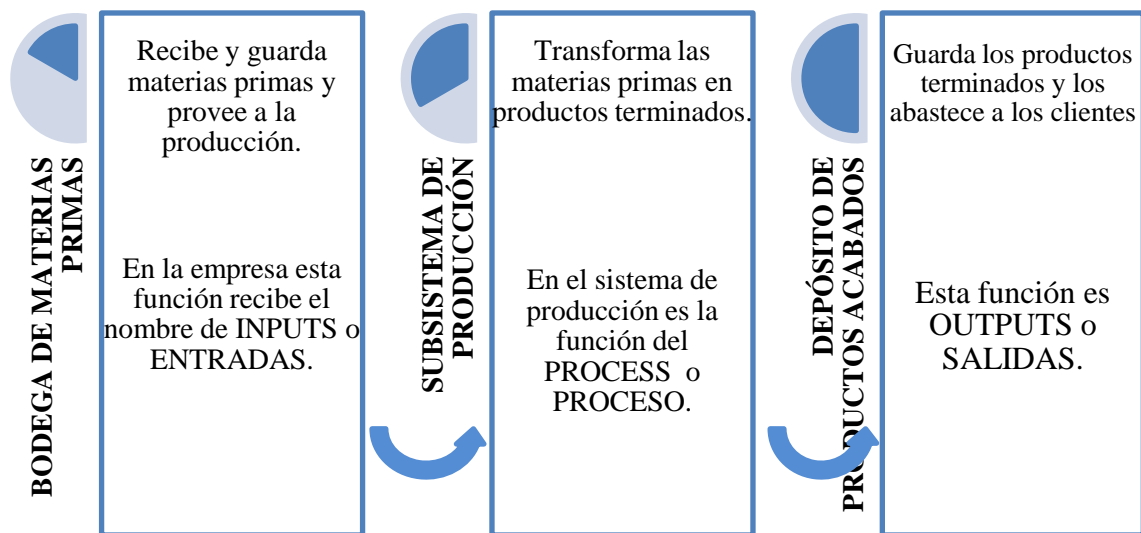 BODEGA DE MATERIAS
PRIMAS
Recibe y guarda
materias primas y
provee a la
producción.
En la empresa esta
función recibe el
nombre de INPUTS o
ENTRADAS.
SUBSISTEMA DE
PRODUCCIÓN
Transforma las
materias primas en
productos terminados.
En el sistema de
producción es la
función del
PROCESS o
PROCESO.
DEPÓSITO DE
PRODUCTOS ACABADOS
Guarda los productos
terminados y los
abastece a los clientes
Esta función es
OUTPUTS o
SALIDAS.